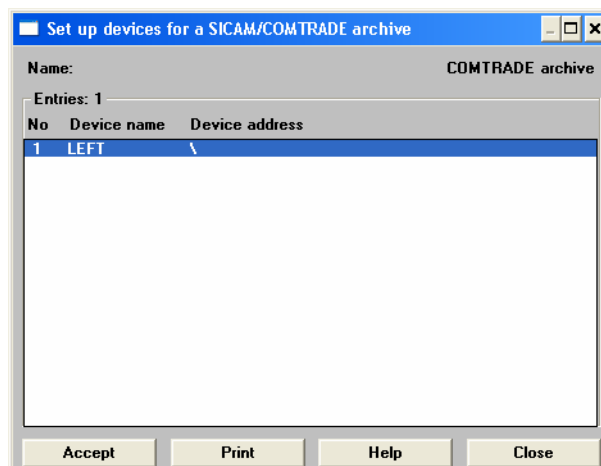 Set up devices for a SICAM/COMTRADE archive
Name: COMTRADE archive
Entries: 1
No Device name Device address
1 LEFT \
Accept Print Help Close